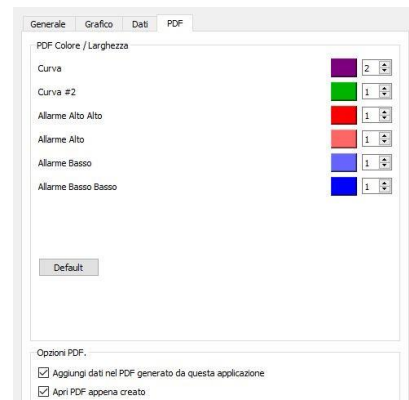 Generale Grafico Dati PDF
PDF Colore / Larghezza
Curva 2
Curva #2 1
Allarme Alto Alto 1
Allarme Alto 1
Allarme Basso 1
Allarme Basso Basso 1
Default
Opzioni PDF.
Aggiungi dati nel PDF generato da questa applicazione
Apri PDF appena creato